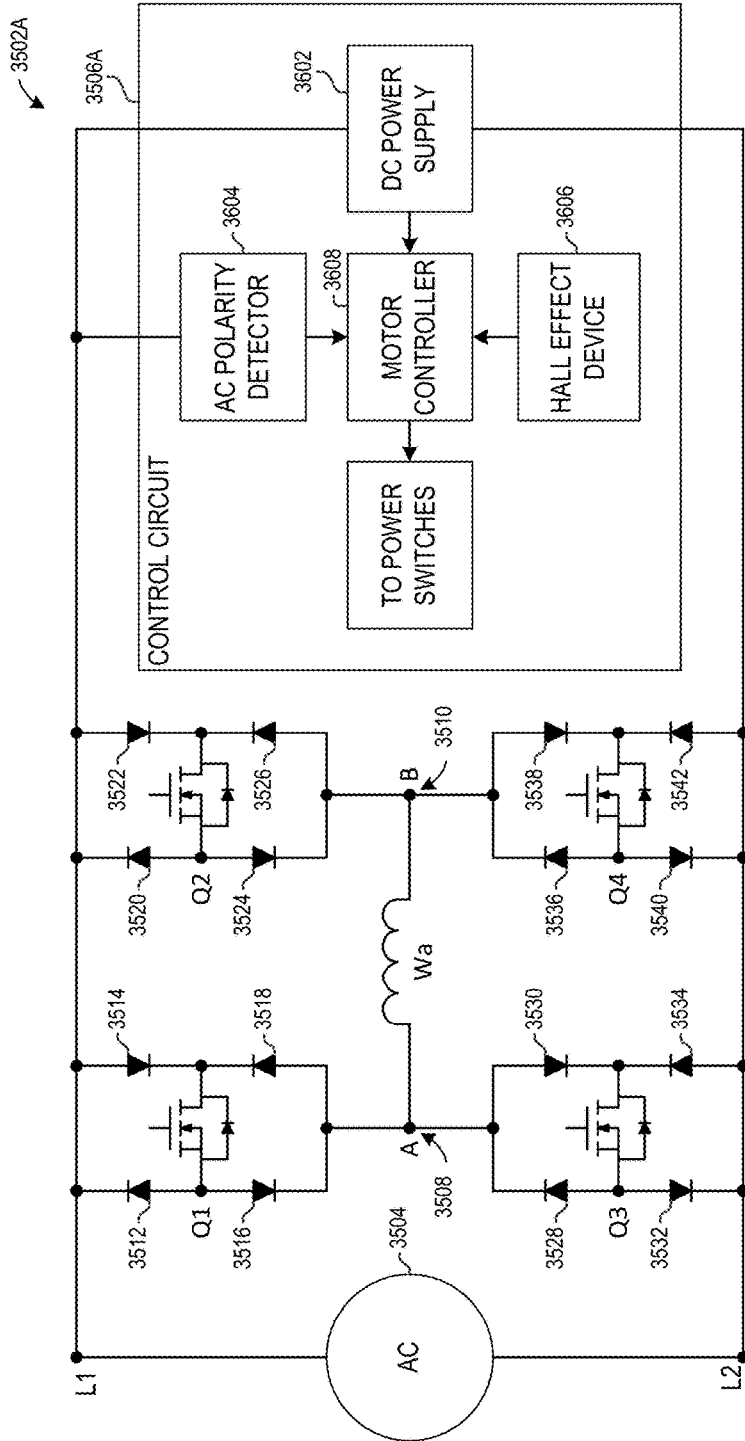 3502A
3506A
CONTROL CIRCUIT
3602
DC POWER
SUPPLY
3604
AC POLARITY
DETECTOR
3608
MOTOR
CONTROLLER
3606
HALL EFFECT
DEVICE
TO POWER
SWITCHES
L1
3504
AC
L2
3512
3514
Q1
3516
3518
3520
3522
Q2
3524
3526
A
3508
Wa
B
3510
3528
3530
Q3
3532
3534
3536
3538
Q4
3540
3542